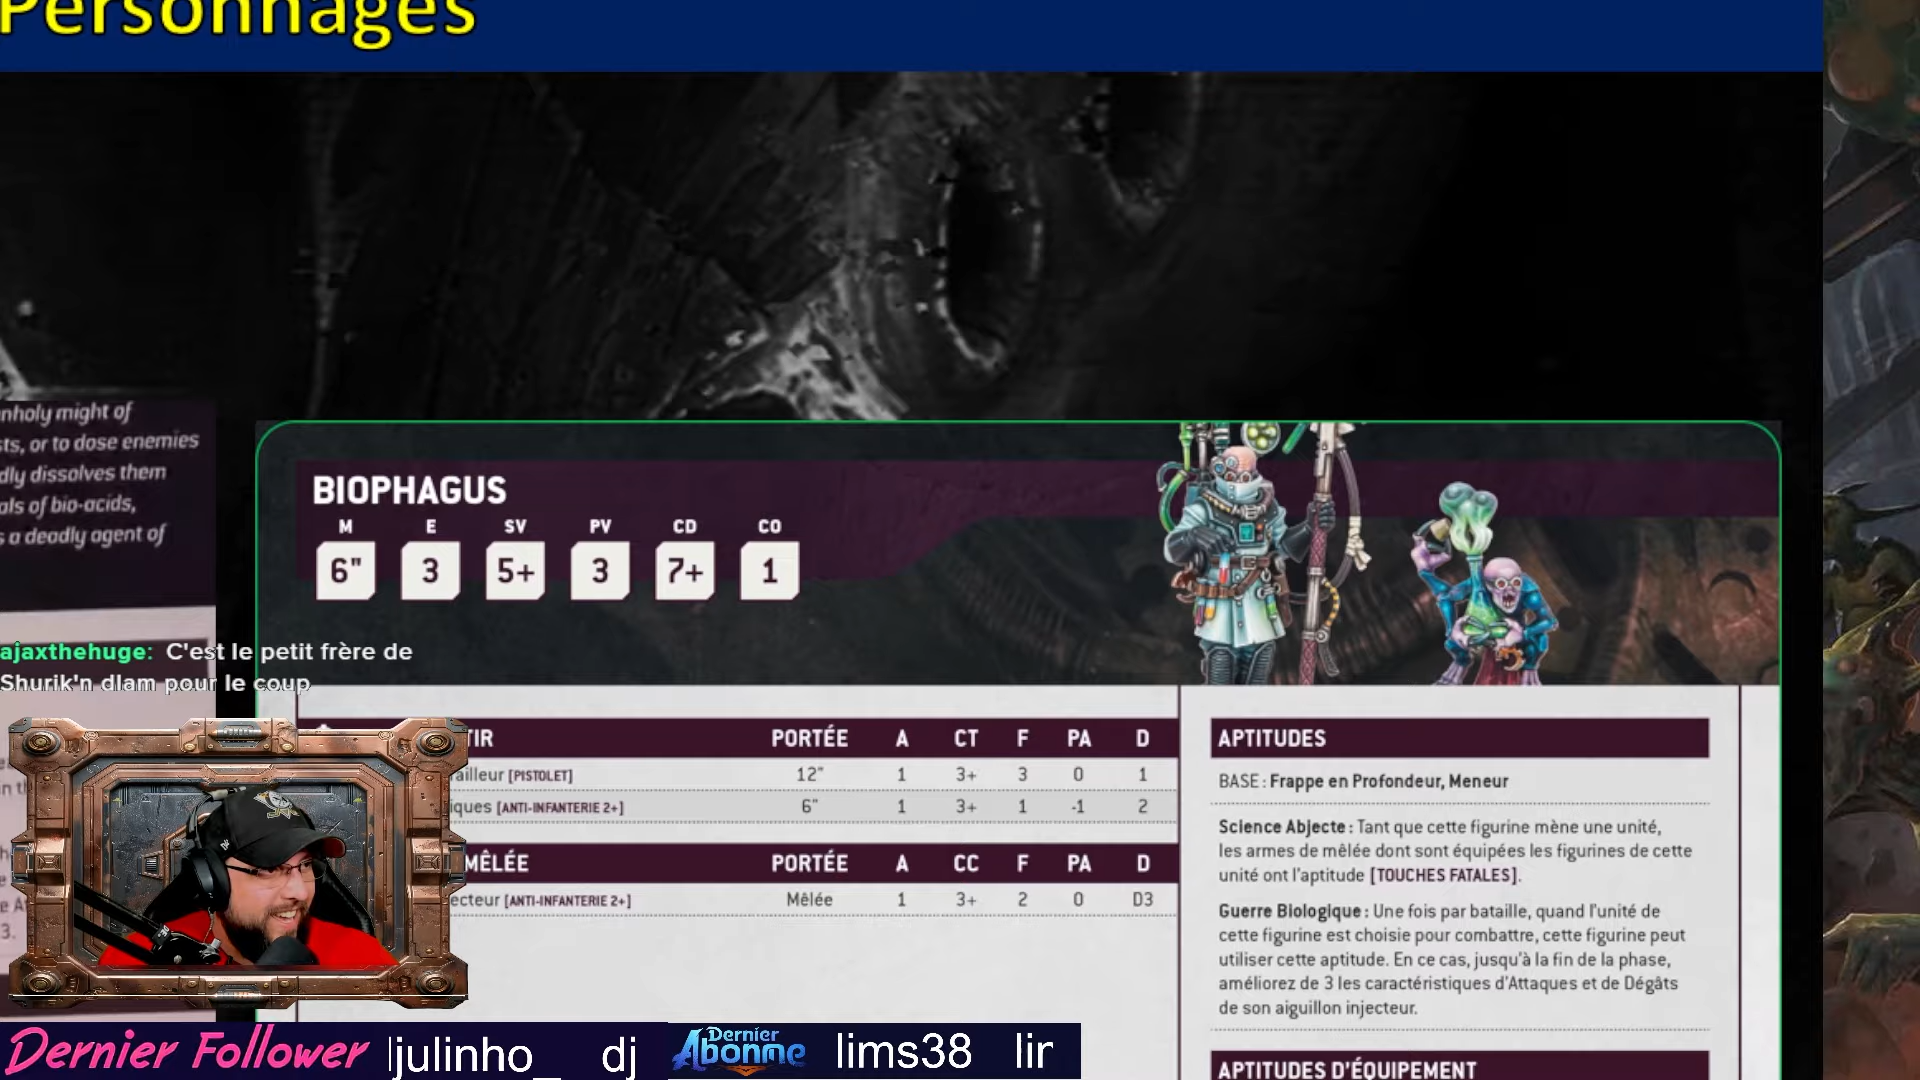 Personnages
nholy might of
sts, or to dose enemies
dly dissolves them
als of bio-acids,
s a deadly agent of
BIOPHAGUS
M E SV PV CD CO
6" 3 5+ 3 7+ 1
ajaxthehuge: C'est le petit frère de
Shurik'n dIam pour le coup
TIR PORTÉE A CT F PA D
ailleur [PISTOLET] 12" 1 3+ 3 0 1
iques [ANTI-INFANTERIE 2+] 6" 1 3+ 1 -1 2
MÊLÉE PORTÉE A CC F PA D
ecteur [ANTI-INFANTERIE 2+] Mêlée 1 3+ 2 0 D3
APTITUDES
BASE : Frappe en Profondeur, Meneur
Science Abjecte : Tant que cette figurine mène une unité,
les armes de mêlée dont sont équipées les figurines de cette
unité ont l'aptitude [TOUCHES FATALES].
Guerre Biologique : Une fois par bataille, quand l'unité de
cette figurine est choisie pour combattre, cette figurine peut
utiliser cette aptitude. En ce cas, jusqu'à la fin de la phase,
améliorez de 3 les caractéristiques d'Attaques et de Dégâts
de son aiguillon injecteur.
APTITUDES D'ÉQUIPEMENT
Dernier Follower ljulinho_ dj
Dernier
Abonné lims38 lir